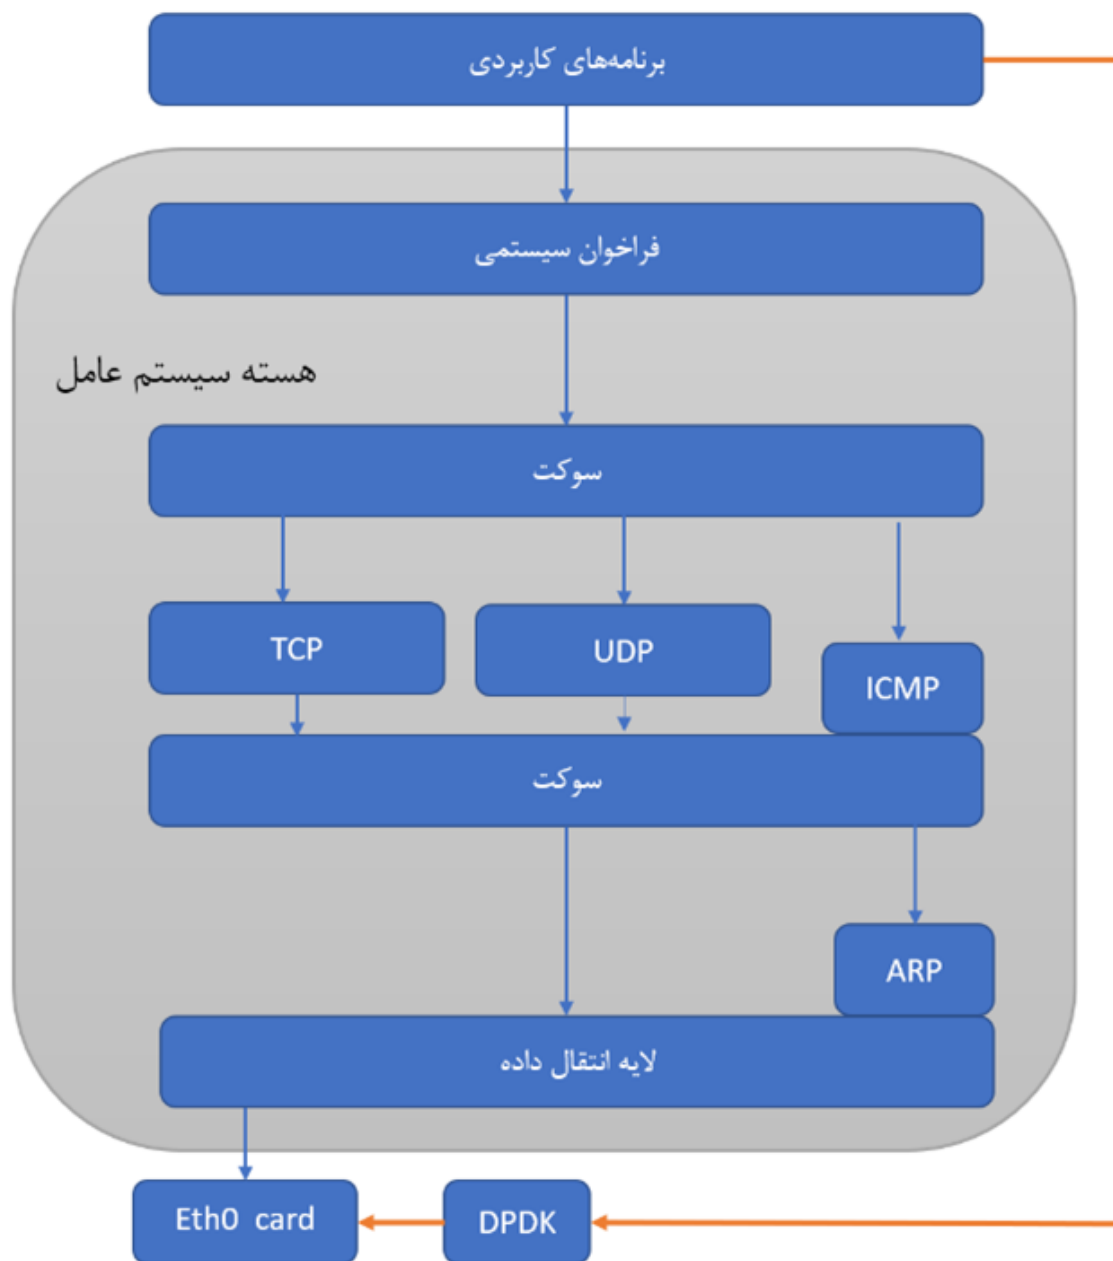 برنامه‌های کاربردی
فراخوان سیستمی
هسته سیستم عامل
سوکت
TCP
UDP
ICMP
سوکت
ARP
لایه انتقال داده
Eth0 card
DPDK